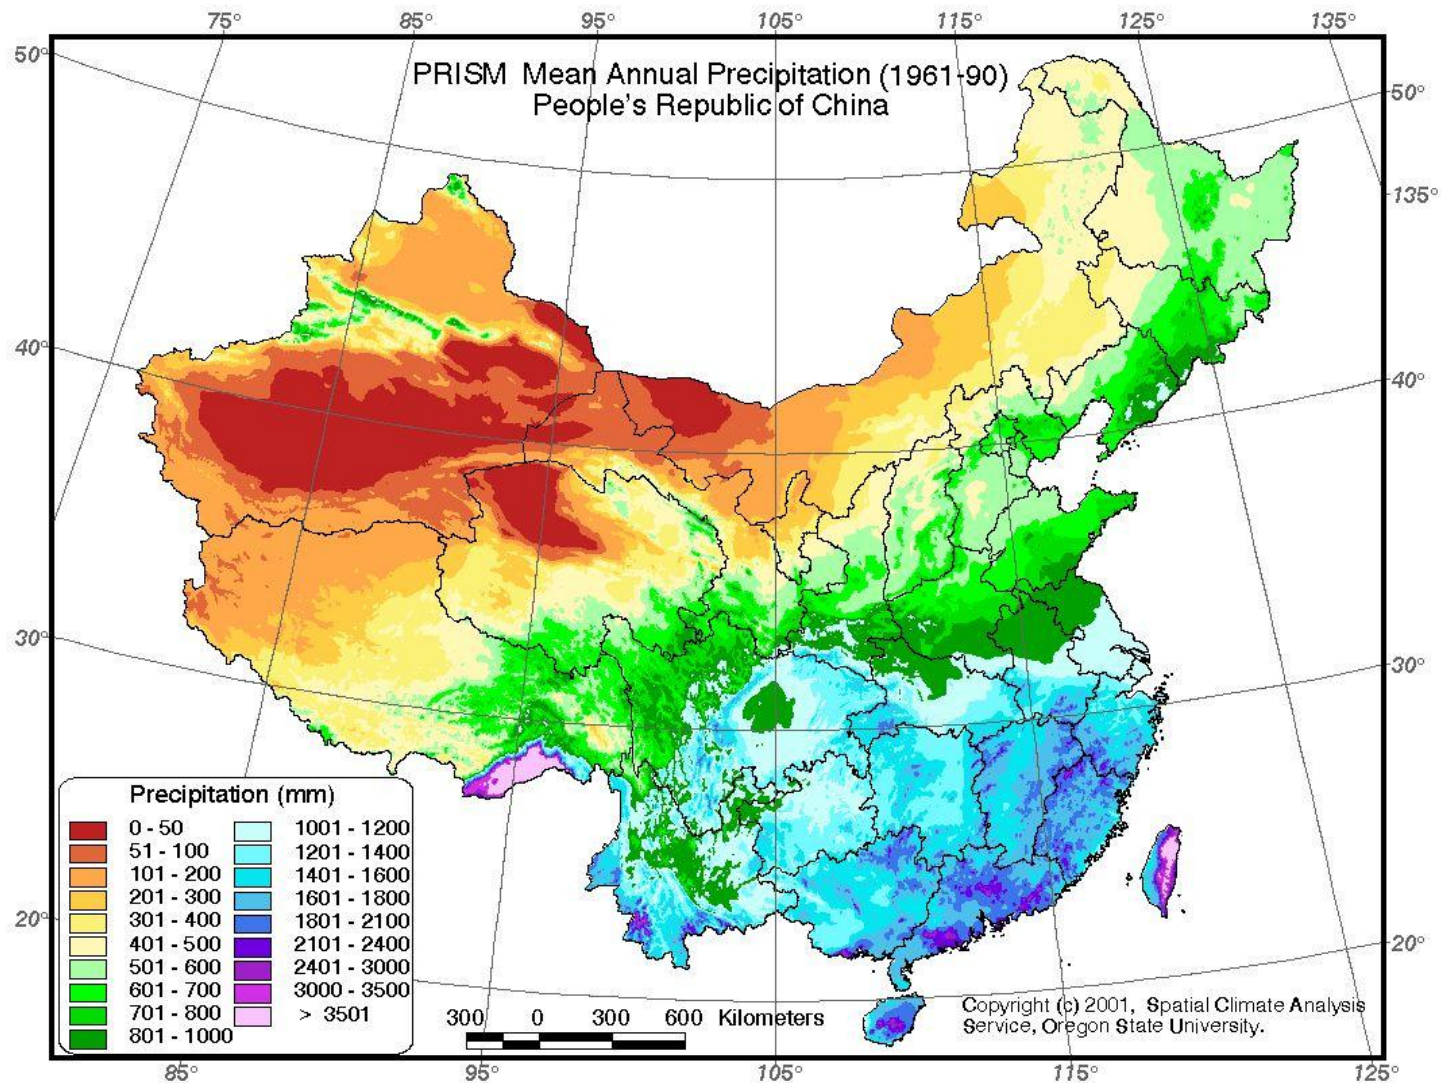 75° 85° 95° 105° 115° 125° 135°
50°
PRISM Mean Annual Precipitation (1961-90)
People's Republic of China
50°
135°
40°
40°
30°
30°
20°
20°
Precipitation (mm)
0 - 50
51 - 100
101 - 200
201 - 300
301 - 400
401 - 500
501 - 600
601 - 700
701 - 800
801 - 1000
1001 - 1200
1201 - 1400
1401 - 1600
1601 - 1800
1801 - 2100
2101 - 2400
2401 - 3000
3000 - 3500
> 3501
300 0 300 600 Kilometers
Copyright (c) 2001, Spatial Climate Analysis
Service, Oregon State University.
85° 95° 105° 115° 125°